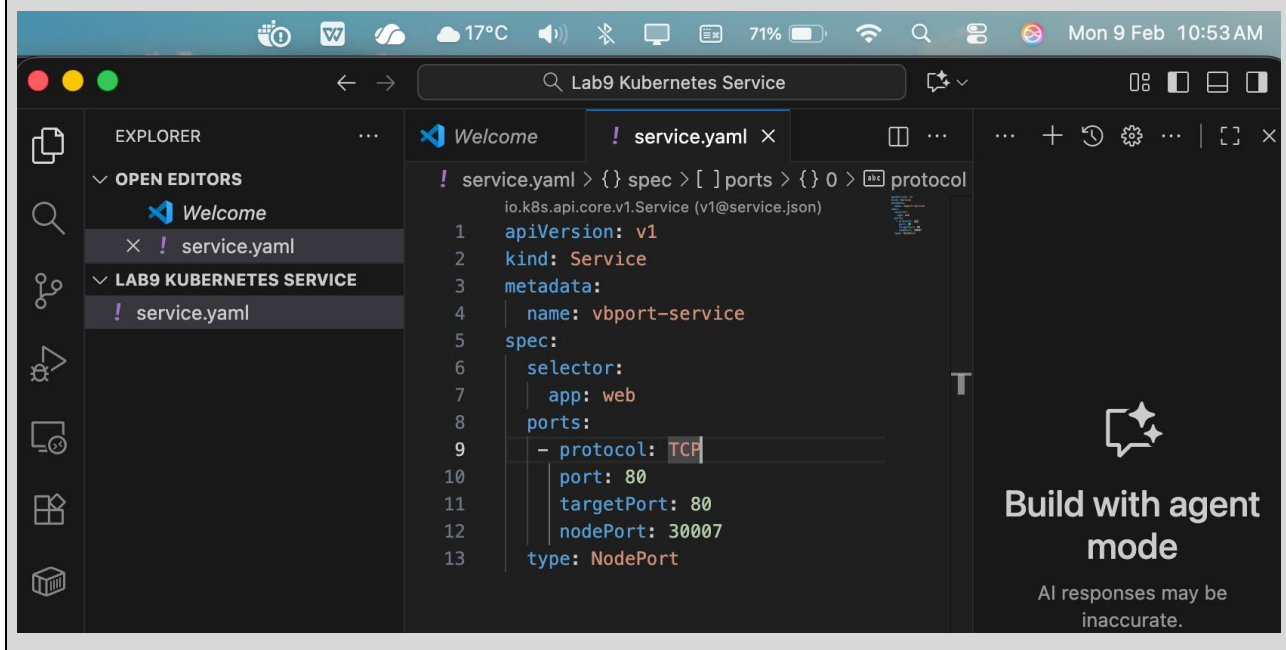 17°C
71%
Mon 9 Feb 10:53 AM
Lab9 Kubernetes Service
EXPLORER
OPEN EDITORS
Welcome
service.yaml
LAB9 KUBERNETES SERVICE
service.yaml
Welcome
! service.yaml
! service.yaml > {} spec > [ ] ports > {} 0 > abc protocol
io.k8s.api.core.v1.Service (v1@service.json)
1 apiVersion: v1
2 kind: Service
3 metadata:
4   name: vbport-service
5 spec:
6   selector:
7     app: web
8   ports:
9     - protocol: TCP
10       port: 80
11       targetPort: 80
12       nodePort: 30007
13   type: NodePort
T
Build with agent
mode
AI responses may be
inaccurate.